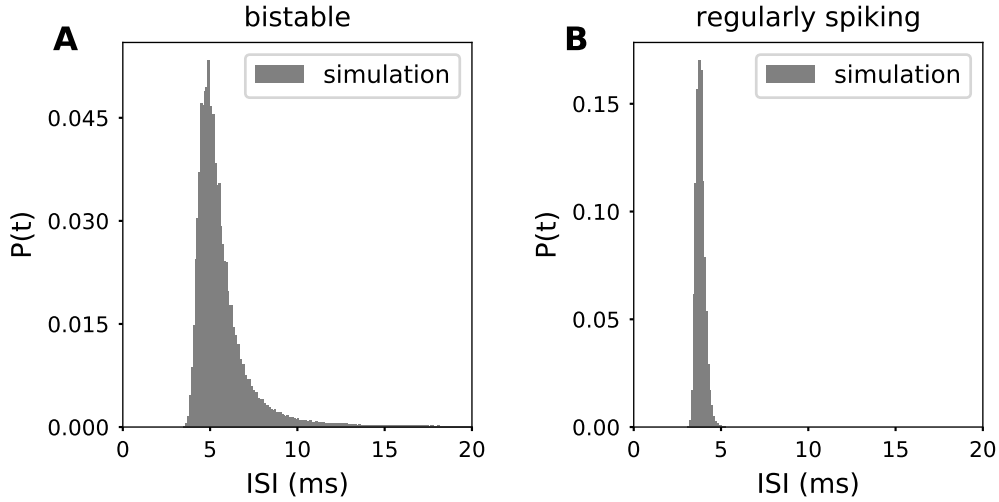 A
bistable
simulation
P(t)
0.045
0.030
0.015
0.000
0 5 10 15 20
ISI (ms)
B
regularly spiking
simulation
P(t)
0.15
0.10
0.05
0.00
0 5 10 15 20
ISI (ms)